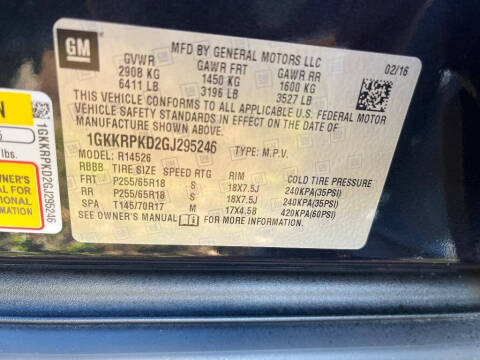 GM
MFD BY GENERAL MOTORS LLC
02/16
GVWR GAWR FRT GAWR RR
2908 KG 1450 KG 1600 KG
6411 LB 3196 LB 3527 LB
THIS VEHICLE CONFORMS TO ALL APPLICABLE U.S. FEDERAL MOTOR
VEHICLE SAFETY STANDARDS IN EFFECT ON THE DATE OF
MANUFACTURE SHOWN ABOVE.
1GKKRPKD2GJ295246 TYPE: M.P.V.
MODEL: R14526
RBBB TIRE SIZE SPEED RTG RIM COLD TIRE PRESSURE
FRT P255/65R18 S 18X7.5J 240KPA(35PSI)
RR P255/65R18 S 18X7.5J 240KPA(35PSI)
SPA T145/70R17 M 17X4.5B 420KPA(60PSI)
SEE OWNER'S MANUAL FOR MORE INFORMATION.
N
lbs.
WNER'S
FORMATION
1GKKRPKD2GJ295246